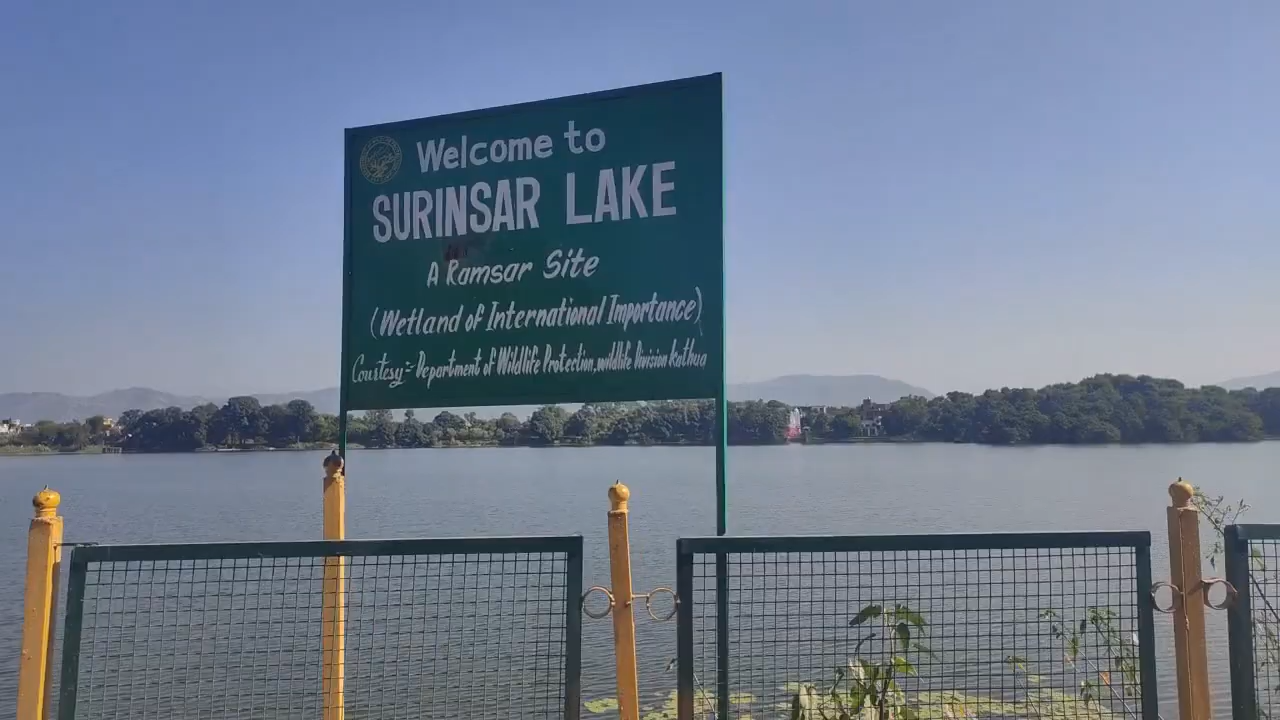 Welcome to
SURINSAR LAKE
A Ramsar Site
(Wetland of International Importance)
Courtesy:- Department of Wildlife Protection, wildlife Division kathua